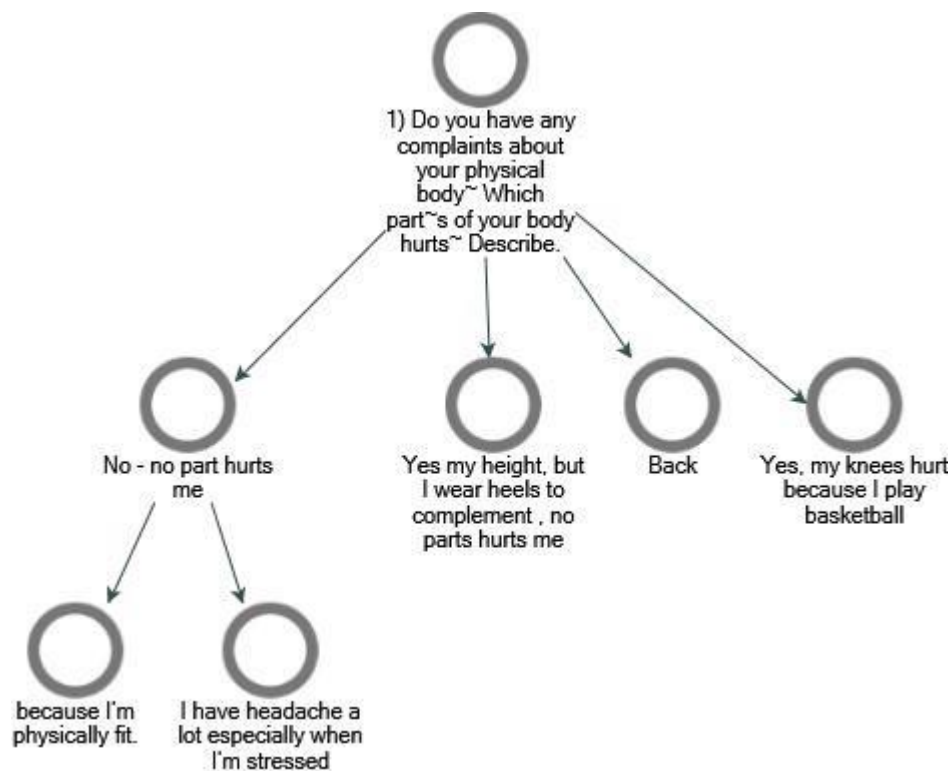 1) Do you have any
complaints about
your physical
body~ Which
part~s of your body
hurts~ Describe.
No - no part hurts
me
Yes my height, but
I wear heels to
complement , no
parts hurts me
Back
Yes, my knees hurt
because I play
basketball
because I'm
physically fit.
I have headache a
lot especially when
I'm stressed